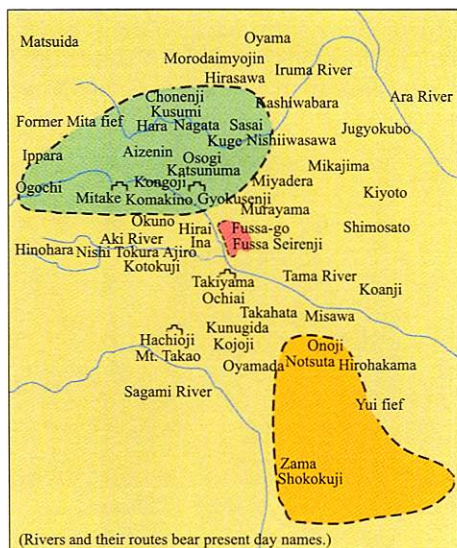 Oyama
Matsuida
Morodaimyojin
Hirasawa
Iruma River
Ara River
Chonenji
Kashiwabara
Kusumi
Former Mita fief
Hara Nagata Sasai
Jugyokubo
Kuge Nishiiwasawa
Ippara
Aizenin
Osogi
Katsunuma
Mikajima
Ogochi
Kongoji
Miyadera
Mitake Komakino Gyokusenji
Kiyoto
Okuno
Murayama
Hirai
Fussa-go
Shimosato
Aki River
Ina
Fussa Seirenji
Hinohara
Nishi Tokura Ajiro
Kotokuji
Takiyama
Tama River
Ochiai
Koanji
Takahata
Misawa
Hachioji
Kunugida
Mt. Takao
Kojoji
Onoji
Oyamada
Notsuta
Hirohakama
Sagami River
Yui fief
Zama
Shokokuji
(Rivers and their routes bear present day names.)